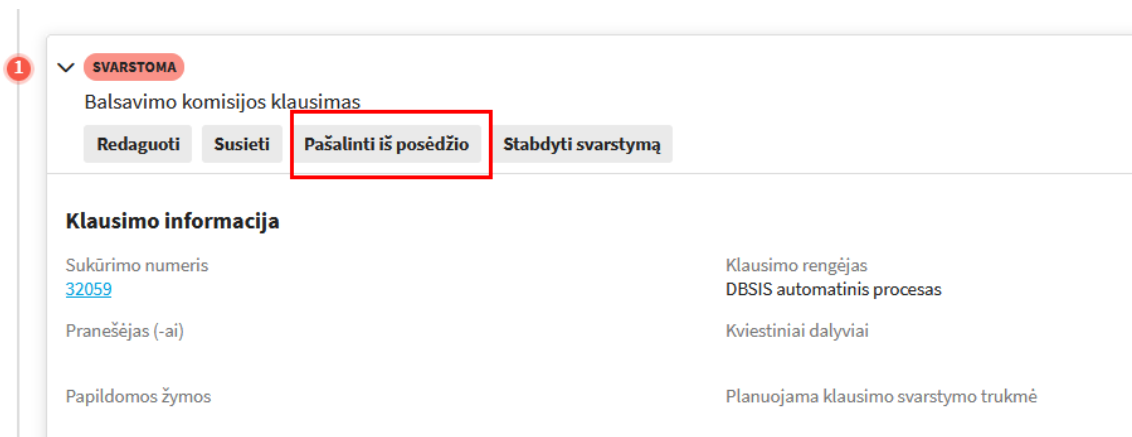 1
SVARSTOMA
Balsavimo komisijos klausimas
Redaguoti Susieti Pašalinti iš posėdžio Stabdyti svarstymą
Klausimo informacija
Sukūrimo numeris Klausimo rengėjas
32059 DBSIS automatinis procesas
Pranešėjas (-ai) Kviestiniai dalyviai
Papildomos žymos Planuojama klausimo svarstymo trukmė